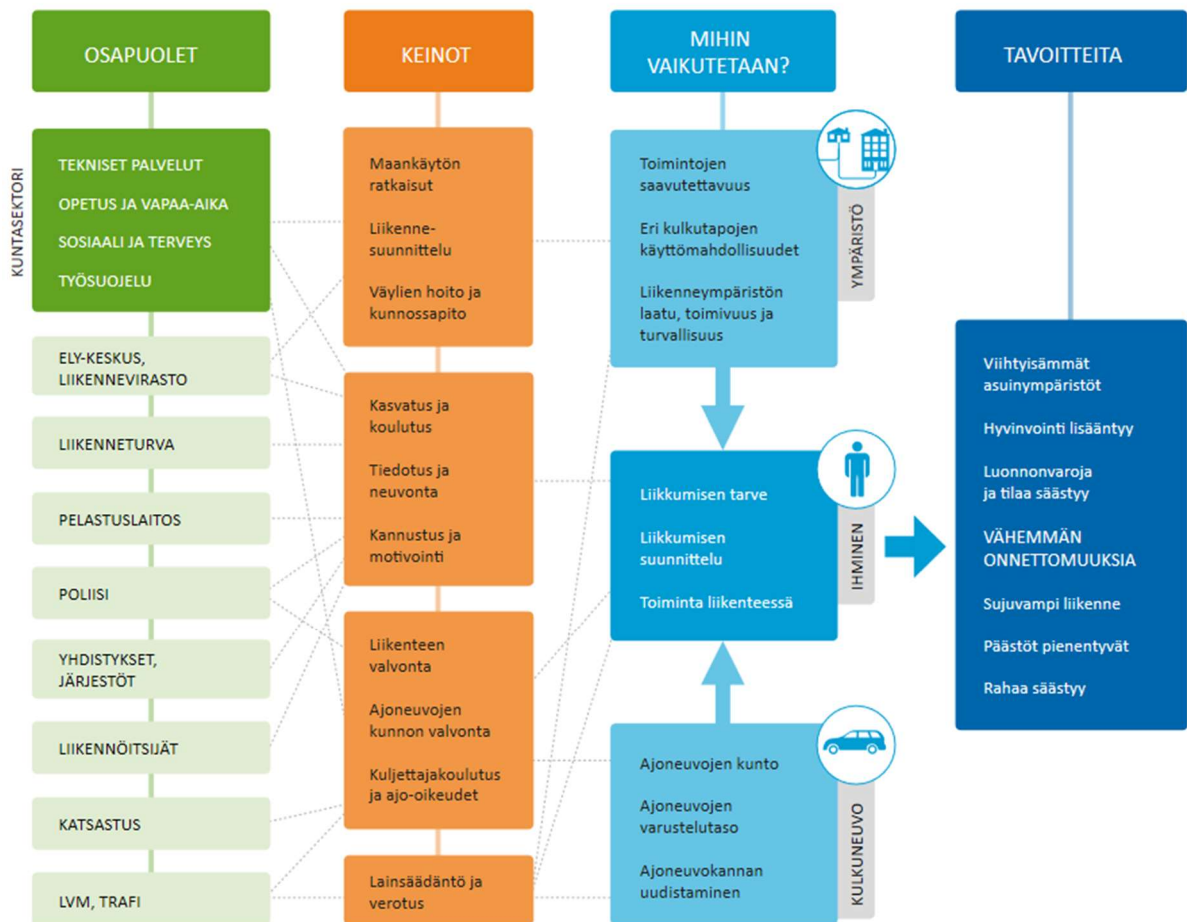 OSAPUOLET
KUNTASEKTORI
TEKNISET PALVELUT
OPETUS JA VAPAA-AIKA
SOSIAALI JA TERVEYS
TYÖSUOJELU
ELY-KESKUS,
LIIKENNEVIRASTO
LIIKENNETURVA
PELASTUSLAITOS
POLIISI
YHDISTYKSET,
JÄRJESTÖT
LIIKENNÖITSIJÄT
KATSASTUS
LVM, TRAFI
KEINOT
Maankäytön
ratkaisut
Liikenne-
suunnittelu
Väylien hoito ja
kunnossapito
Kasvatus ja
koulutus
Tiedotus ja
neuvonta
Kannustus ja
motivointi
Liikenteen
valvonta
Ajoneuvojen
kunnon valvonta
Kuljettajakoulutus
ja ajo-oikeudet
Lainsäädäntö ja
verotus
MIHIN
VAIKUTETAAN?
Toimintojen
saavutettavuus
Eri kulkutapojen
käyttömahdollisuudet
Liikenneympäristön
laatu, toimivuus ja
turvallisuus
YMPÄRISTÖ
Liikkumisen tarve
Liikkumisen
suunnittelu
Toiminta liikenteessä
IHMINEN
Ajoneuvojen kunto
Ajoneuvojen
varustelutaso
Ajoneuvokannan
uudistaminen
KULKUNEUVO
TAVOITTEITA
Viihtyisämmät
asuinympäristöt
Hyvinvointi lisääntyy
Luonnonvaroja
ja tilaa säästyy
VÄHEMMÄN
ONNETTOMUUKSIA
Sujuvampi liikenne
Päästöt pienentyvät
Rahaa säästyy